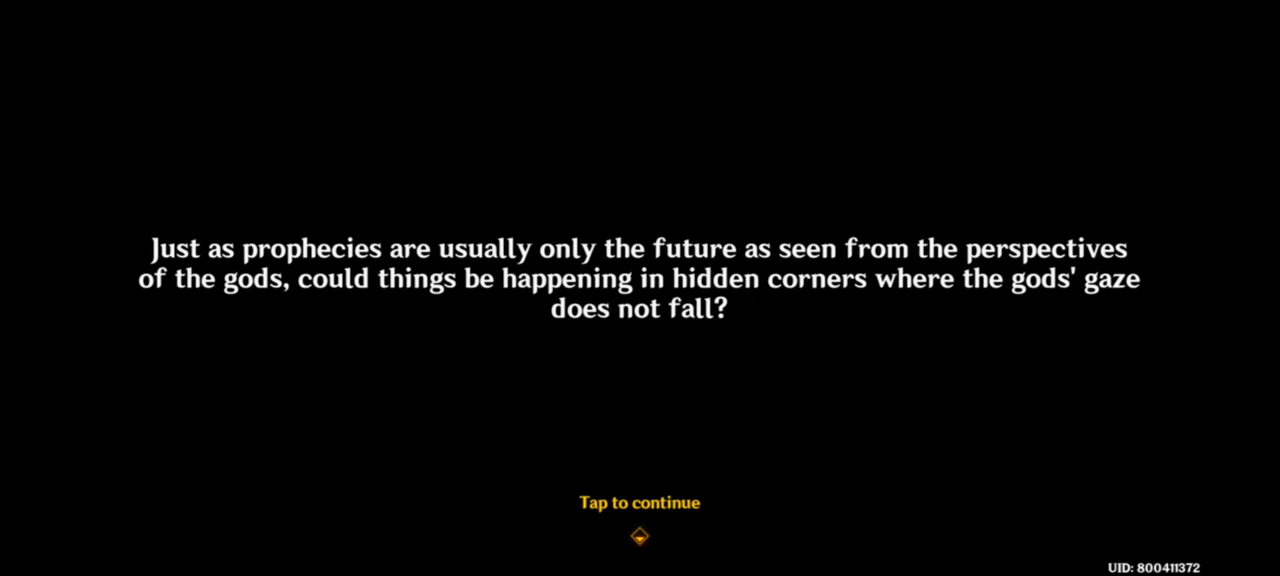 Just as prophecies are usually only the future as seen from the perspectives
of the gods, could things be happening in hidden corners where the gods' gaze
does not fall?
Tap to continue
UID: 800411372